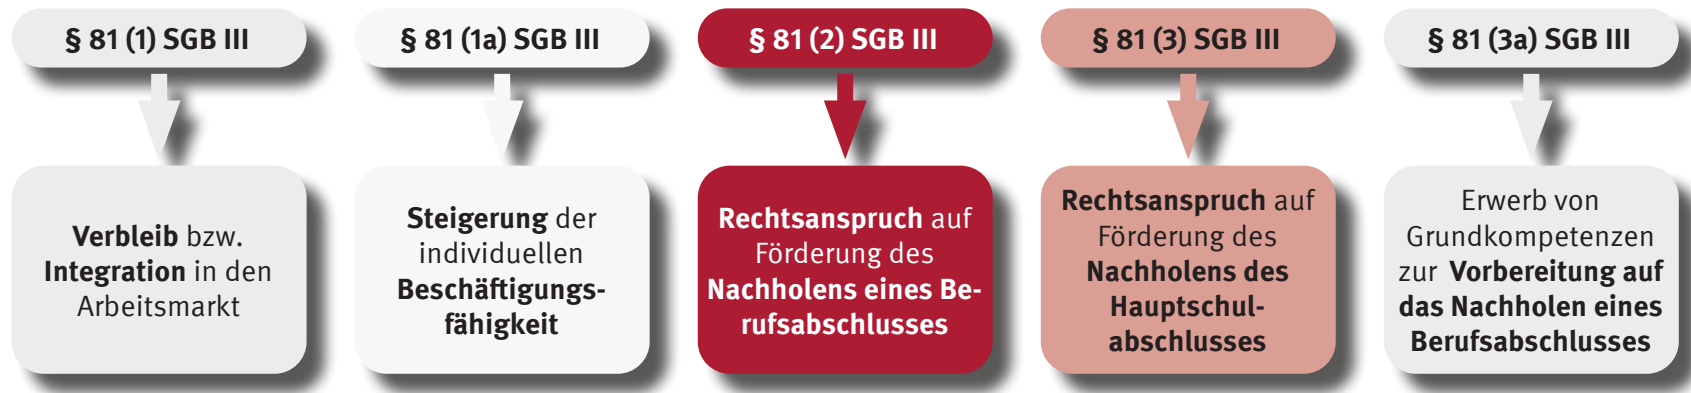 § 81 (1) SGB III
§ 81 (1a) SGB III
§ 81 (2) SGB III
§ 81 (3) SGB III
§ 81 (3a) SGB III
Verbleib bzw.
Integration in den
Arbeitsmarkt
Steigerung der
individuellen
Beschäftigungs-
fähigkeit
Rechtsanspruch auf
Förderung des
Nachholens eines Be-
rufsabschlusses
Rechtsanspruch auf
Förderung des
Nachholens des
Hauptschul-
abschlusses
Erwerb von
Grundkompetenzen
zur Vorbereitung auf
das Nachholen eines
Berufsabschlusses